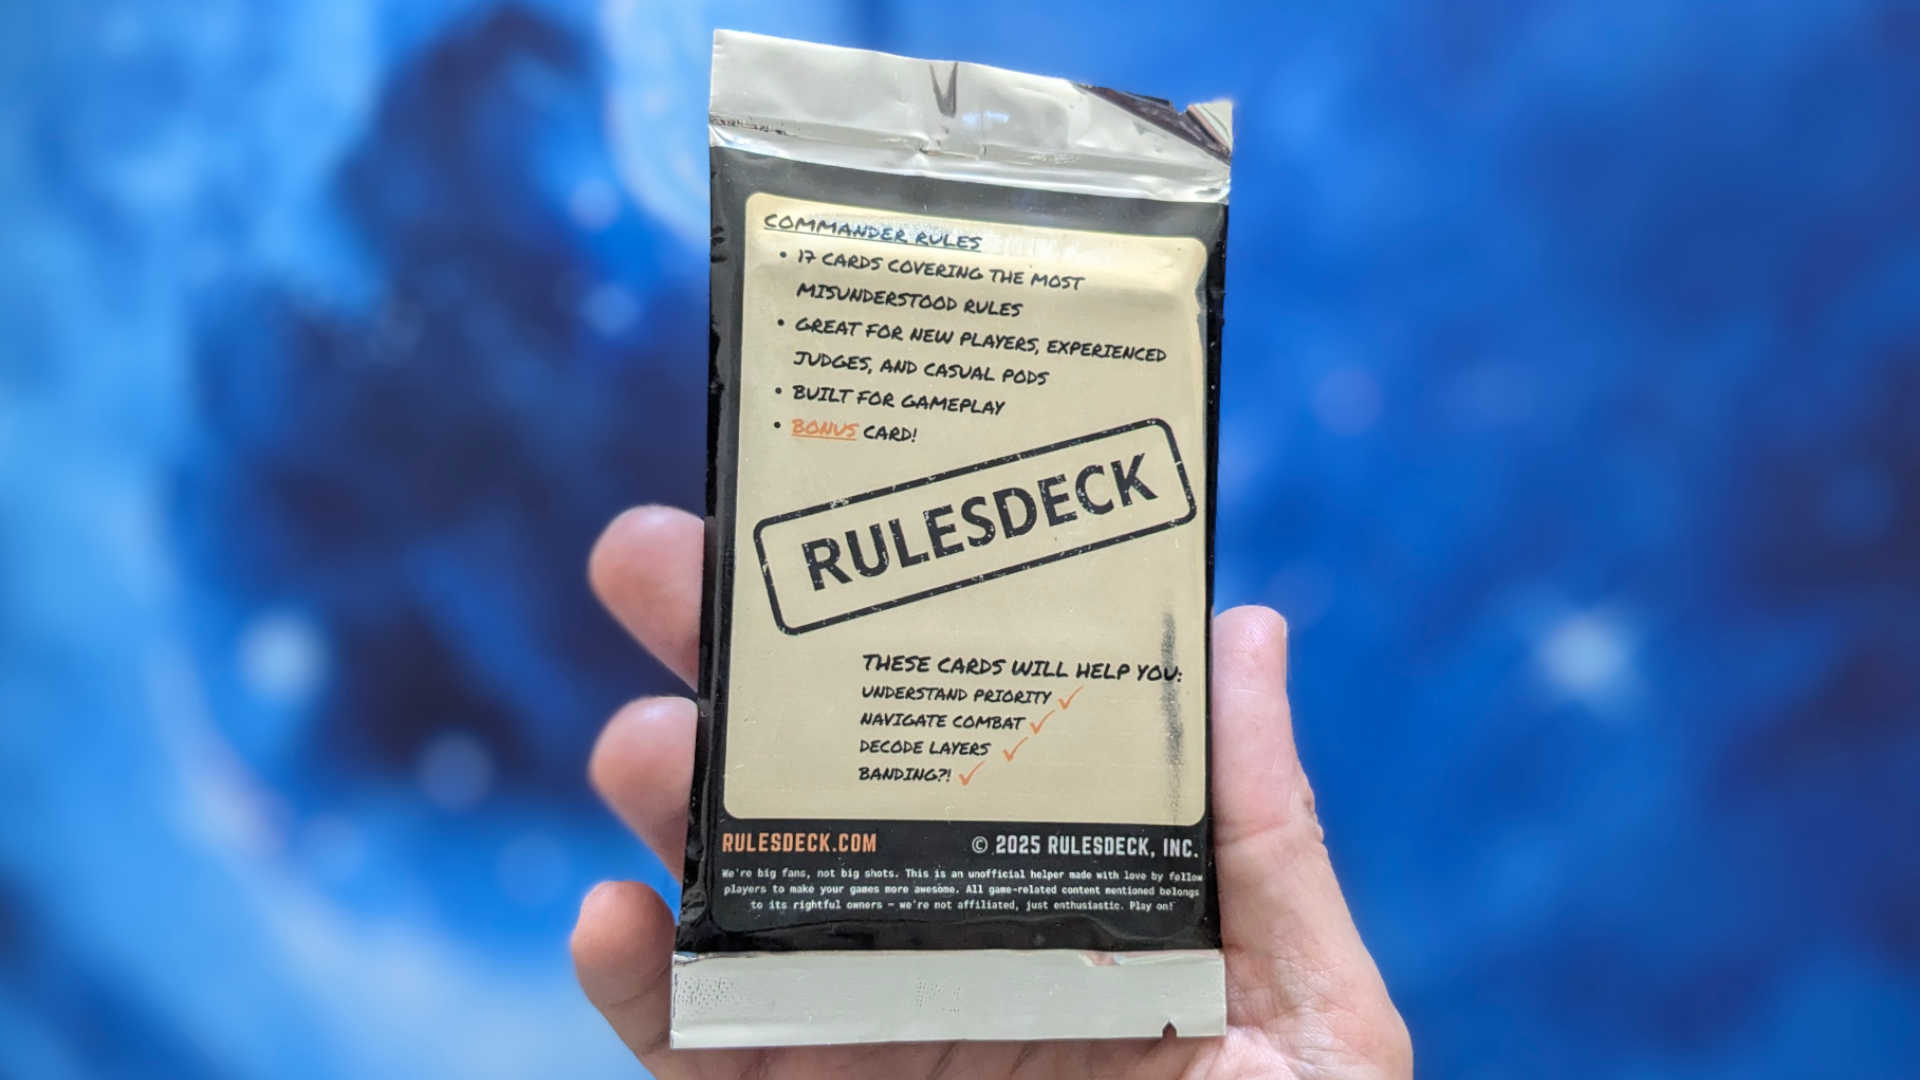 COMMANDER RULES
• 17 CARDS COVERING THE MOST
MISUNDERSTOOD RULES
• GREAT FOR NEW PLAYERS, EXPERIENCED
JUDGES, AND CASUAL PODS
• BUILT FOR GAMEPLAY
• BONUS CARD!
RULESDECK
THESE CARDS WILL HELP YOU:
UNDERSTAND PRIORITY ✓
NAVIGATE COMBAT ✓
DECODE LAYERS ✓
BANDING?! ✓
RULESDECK.COM © 2025 RULESDECK, INC.
We're big fans, not big shots. This is an unofficial helper made with love by fellow
players to make your games more awesome. All game-related content mentioned belongs
to its rightful owners – we're not affiliated, just enthusiastic. Play on!